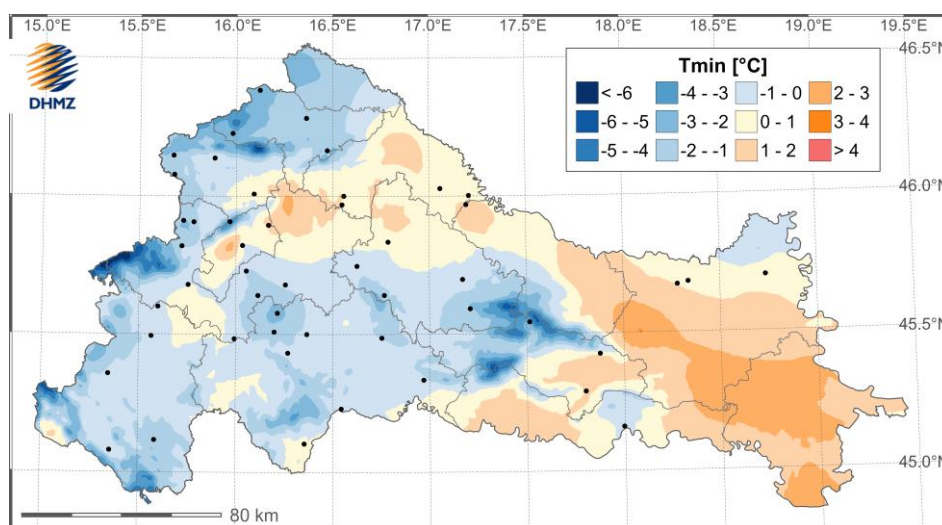 15.0°E 15.5°E 16.0°E 16.5°E 17.0°E 17.5°E 18.0°E 18.5°E 19.0°E 19.5°E
46.5°N
DHMZ
Tmin [°C]
< -6 -4 - -3 -1 - 0 2 - 3
-6 - -5 -3 - -2 0 - 1 3 - 4
-5 - -4 -2 - -1 1 - 2 > 4
46.0°N
45.5°N
45.0°N
80 km